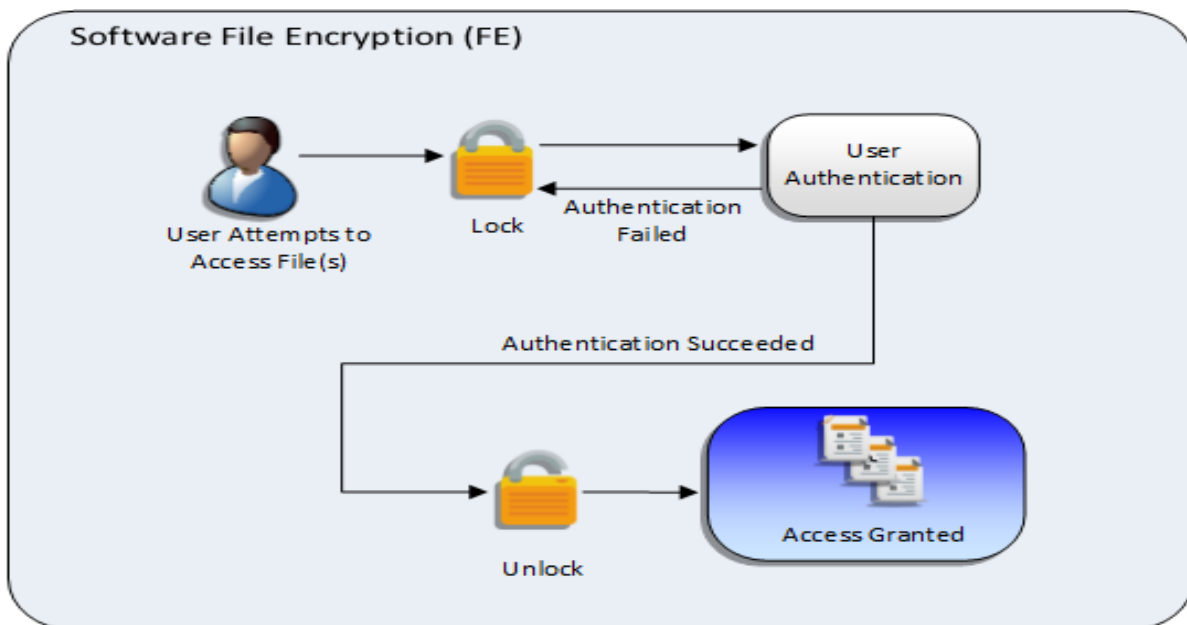 Software File Encryption (FE)
User
Authentication
Authentication
Failed
Lock
User Attempts to
Access File(s)
Authentication Succeeded
Access Granted
Unlock